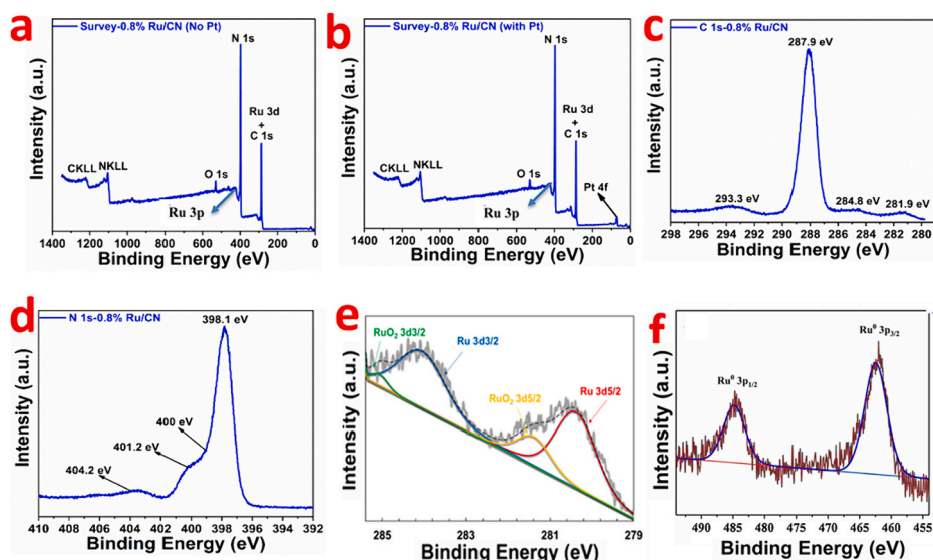 a
Survey-0.8% Ru/CN (No Pt)
N 1s
Ru 3d
+
C 1s
CKLL
NKLL
O 1s
Ru 3p
Intensity (a.u.)
1400 1200 1000 800 600 400 200 0
Binding Energy (eV)
b
Survey-0.8% Ru/CN (with Pt)
N 1s
Ru 3d
+
C 1s
CKLL
NKLL
O 1s
Pt 4f
Ru 3p
Intensity (a.u.)
1400 1200 1000 800 600 400 200 0
Binding Energy (eV)
c
C 1s-0.8% Ru/CN
287.9 eV
293.3 eV
284.8 eV
281.9 eV
Intensity (a.u.)
298 296 294 292 290 288 286 284 282 280
Binding Energy (eV)
d
N 1s-0.8% Ru/CN
398.1 eV
400 eV
401.2 eV
404.2 eV
Intensity (a.u.)
410 408 406 404 402 400 398 396 394 392
Binding Energy (eV)
e
RuO₂ 3d3/2
Ru 3d3/2
RuO₂ 3d5/2
Ru 3d5/2
Intensity (a.u.)
285 283 281 279
Binding Energy (eV)
f
Ru⁰ 3p₃/₂
Ru⁰ 3p₁/₂
Intensity (a.u.)
490 485 480 475 470 465 460 455
Binding Energy (eV)